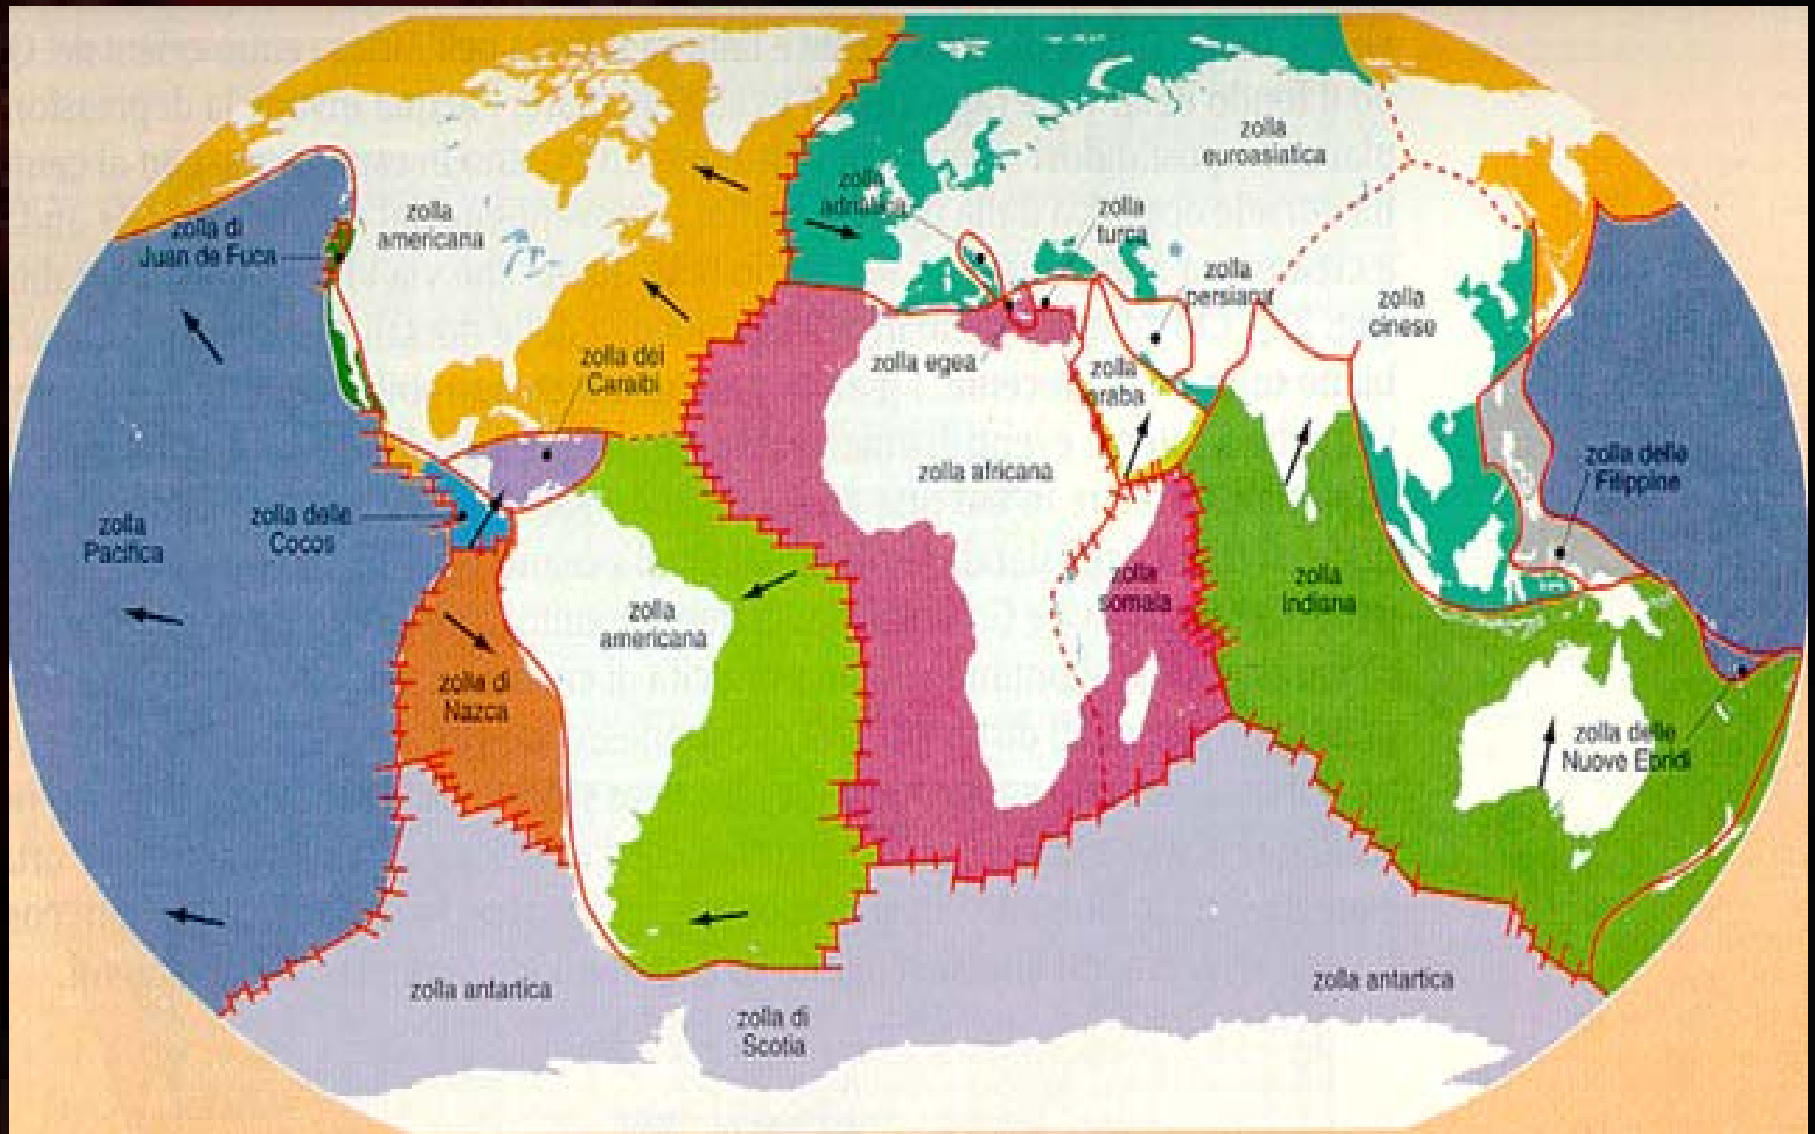 zolla
euroasiatica
zolla
adriatica
zolla
turca
zolla
americana
zolla di
Juan de Fuca
zolla
persiana
zolla
cinese
zolla dei
Caraibi
zolla egea
zolla
araba
zolla africana
zolla delle
Filippine
zolla
Pacifica
zolla delle
Cocos
zolla
americana
zolla
somala
zolla
Indiana
zolla di
Nazca
zolla delle
Nuove Ebridi
zolla antartica
zolla antartica
zolla di
Scotia